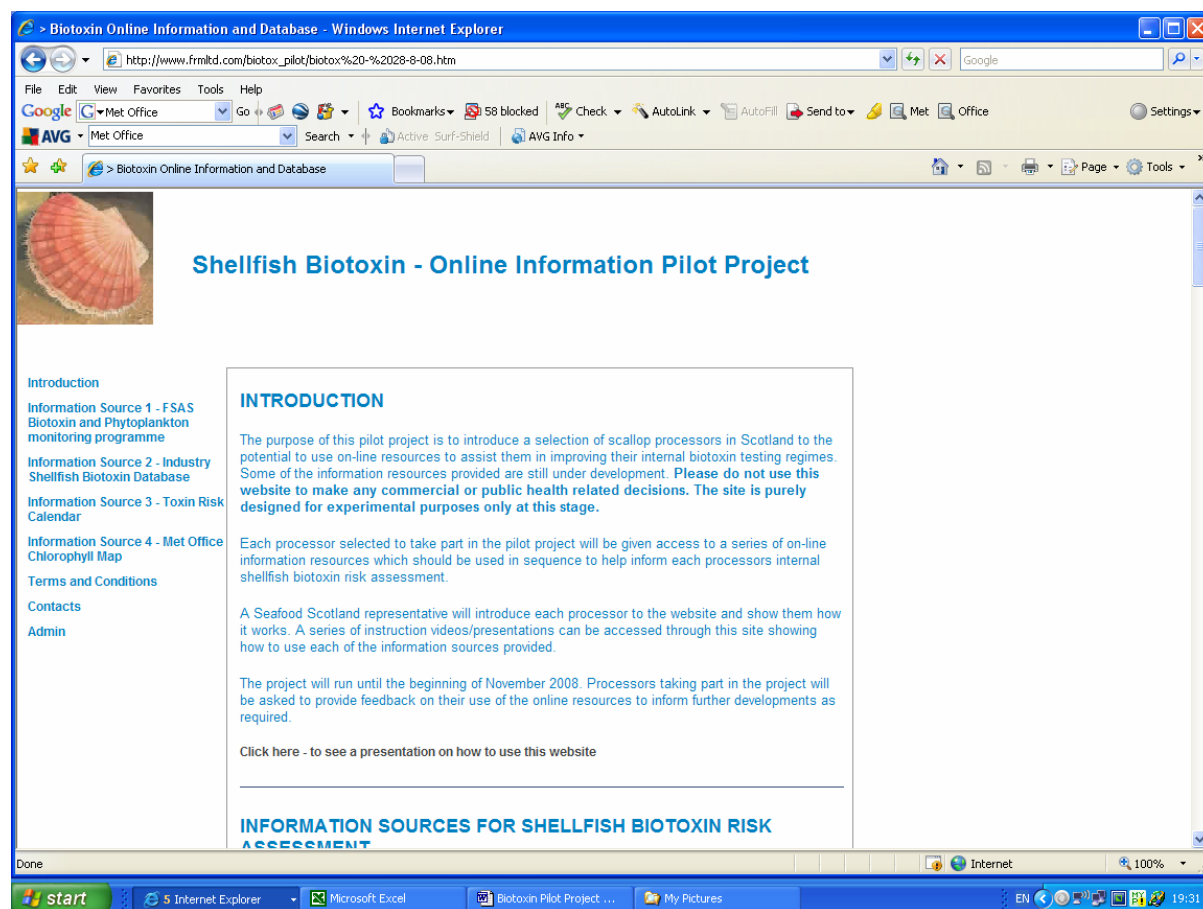 > Biotoxin Online Information and Database - Windows Internet Explorer
http://www.frmltd.com/biotox_pilot/biotox%20-%2028-8-08.htm
Google
File Edit View Favorites Tools Help
Google G Met Office Go Bookmarks 58 blocked Check AutoLink AutoFill Send to Met Office Settings
AVG Met Office Search Active Surf-Shield AVG Info
> Biotoxin Online Information and Database
Page Tools
Shellfish Biotoxin - Online Information Pilot Project
Introduction
Information Source 1 - FSAS
Biotoxin and Phytoplankton
monitoring programme
Information Source 2 - Industry
Shellfish Biotoxin Database
Information Source 3 - Toxin Risk
Calendar
Information Source 4 - Met Office
Chlorophyll Map
Terms and Conditions
Contacts
Admin
INTRODUCTION
The purpose of this pilot project is to introduce a selection of scallop processors in Scotland to the
potential to use on-line resources to assist them in improving their internal biotoxin testing regimes.
Some of the information resources provided are still under development. Please do not use this
website to make any commercial or public health related decisions. The site is purely
designed for experimental purposes only at this stage.
Each processor selected to take part in the pilot project will be given access to a series of on-line
information resources which should be used in sequence to help inform each processors internal
shellfish biotoxin risk assessment.
A Seafood Scotland representative will introduce each processor to the website and show them how
it works. A series of instruction videos/presentations can be accessed through this site showing
how to use each of the information sources provided.
The project will run until the beginning of November 2008. Processors taking part in the project will
be asked to provide feedback on their use of the online resources to inform further developments as
required.
Click here - to see a presentation on how to use this website
INFORMATION SOURCES FOR SHELLFISH BIOTOXIN RISK
ASSESSMENT
Done Internet 100%
start 5 Internet Explorer Microsoft Excel Biotoxin Pilot Project ... My Pictures EN 19:31